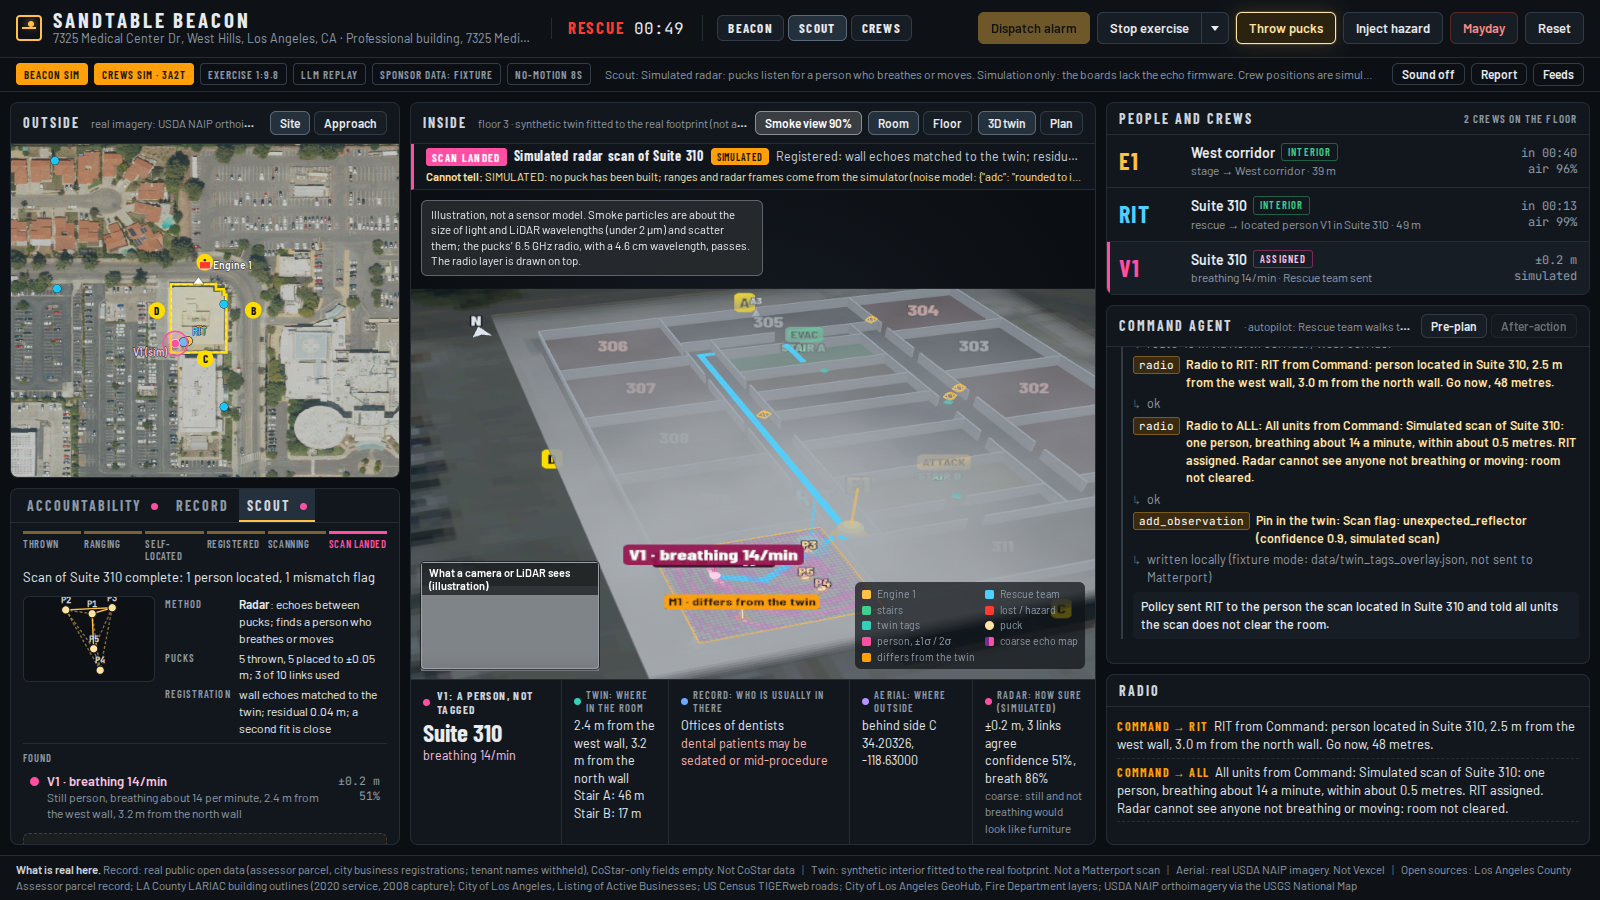 SANDTABLE BEACON
7325 Medical Center Dr, West Hills, Los Angeles, CA · Professional building, 7325 Medi...
RESCUE 00:49
BEACON SCOUT CREWS
Dispatch alarm Stop exercise Throw pucks Inject hazard Mayday Reset
BEACON SIM CREWS SIM · 3A2T EXERCISE 1:9.8 LLM REPLAY SPONSOR DATA: FIXTURE NO-MOTION 8S
Scout: Simulated radar: pucks listen for a person who breathes or moves. Simulation only: the boards lack the echo firmware. Crew positions are simul...
Sound off Report Feeds
OUTSIDE real imagery: USDA NAIP orthoi... Site Approach
Engine 1
D
B
RIT
V1(sim)
C
ACCOUNTABILITY RECORD SCOUT
THROWN RANGING SELF-LOCATED REGISTERED SCANNING SCAN LANDED
Scan of Suite 310 complete: 1 person located, 1 mismatch flag
P2 P1 P3
P5
P4
METHOD Radar: echoes between
pucks; finds a person who
breathes or moves
PUCKS 5 thrown, 5 placed to ±0.05
m; 3 of 10 links used
REGISTRATION wall echoes matched to the
twin; residual 0.04 m; a
second fit is close
FOUND
V1 · breathing 14/min ±0.2 m
51%
Still person, breathing about 14 per minute, 2.4 m from
the west wall, 3.2 m from the north wall
INSIDE floor 3 · synthetic twin fitted to the real footprint (not a... Smoke view 90% Room Floor 3D twin Plan
SCAN LANDED Simulated radar scan of Suite 310 SIMULATED Registered: wall echoes matched to the twin; residu...
Cannot tell: SIMULATED: no puck has been built; ranges and radar frames come from the simulator (noise model: {"adc": "rounded to i...
Illustration, not a sensor model. Smoke particles are about the
size of light and LiDAR wavelengths (under 2 µm) and scatter
them; the pucks' 6.5 GHz radio, with a 4.6 cm wavelength, passes.
The radio layer is drawn on top.
N
A A3
304
305
EVAC
STAIR A
306
303
307
302
308
D
ATTACK
STAIR B
311
P3
V1 · breathing 14/min
P5
P4
M1 · differs from the twin
What a camera or LiDAR sees
(illustration)
Engine 1 Rescue team
stairs lost / hazard
C
twin tags puck
person, ±1σ / 2σ coarse echo map
differs from the twin
V1: A PERSON, NOT
TAGGED
Suite 310
breathing 14/min
TWIN: WHERE
IN THE ROOM
2.4 m from the
west wall, 3.2
m from the
north wall
Stair A: 46 m
Stair B: 17 m
RECORD: WHO IS USUALLY IN
THERE
Offices of dentists
dental patients may be
sedated or mid-procedure
AERIAL: WHERE
OUTSIDE
behind side C
34.20326,
-118.63000
RADAR: HOW SURE
(SIMULATED)
±0.2 m, 3 links
agree
confidence 51%,
breath 86%
coarse: still and not
breathing would
look like furniture
PEOPLE AND CREWS 2 CREWS ON THE FLOOR
E1 West corridor INTERIOR in 00:40
stage → West corridor · 39 m air 96%
RIT Suite 310 INTERIOR in 00:13
rescue → located person V1 in Suite 310 · 49 m air 99%
V1 Suite 310 ASSIGNED ±0.2 m
breathing 14/min · Rescue team sent simulated
COMMAND AGENT · autopilot: Rescue team walks t... Pre-plan After-action
radio Radio to RIT: RIT from Command: person located in Suite 310, 2.5 m
from the west wall, 3.0 m from the north wall. Go now, 48 metres.
↳ ok
radio Radio to ALL: All units from Command: Simulated scan of Suite 310:
one person, breathing about 14 a minute, within about 0.5 metres. RIT
assigned. Radar cannot see anyone not breathing or moving: room
not cleared.
↳ ok
add_observation Pin in the twin: Scan flag: unexpected_reflector
(confidence 0.9, simulated scan)
↳ written locally (fixture mode: data/twin_tags_overlay.json, not sent to
Matterport)
Policy sent RIT to the person the scan located in Suite 310 and told all units
the scan does not clear the room.
RADIO
COMMAND → RIT RIT from Command: person located in Suite 310, 2.5 m from the
west wall, 3.0 m from the north wall. Go now, 48 metres.
COMMAND → ALL All units from Command: Simulated scan of Suite 310: one
person, breathing about 14 a minute, within about 0.5 metres. RIT assigned.
Radar cannot see anyone not breathing or moving: room not cleared.
What is real here. Record: real public open data (assessor parcel, city business registrations; tenant names withheld), CoStar-only fields empty. Not CoStar data | Twin: synthetic interior fitted to the real footprint. Not a Matterport scan | Aerial: real USDA NAIP imagery. Not Vexcel | Open sources: Los Angeles County
Assessor parcel record; LA County LARIAC building outlines (2020 service, 2008 capture); City of Los Angeles, Listing of Active Businesses; US Census TIGERweb roads; City of Los Angeles GeoHub, Fire Department layers; USDA NAIP orthoimagery via the USGS National Map